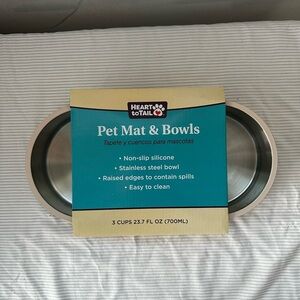 HEART
to TAIL
Pet Mat & Bowls
Tapete y cuencos para mascotas
• Non-slip silicone
• Stainless steel bowl
• Raised edges to contain spills
• Easy to clean
3 CUPS 23.7 FL OZ (700ML)